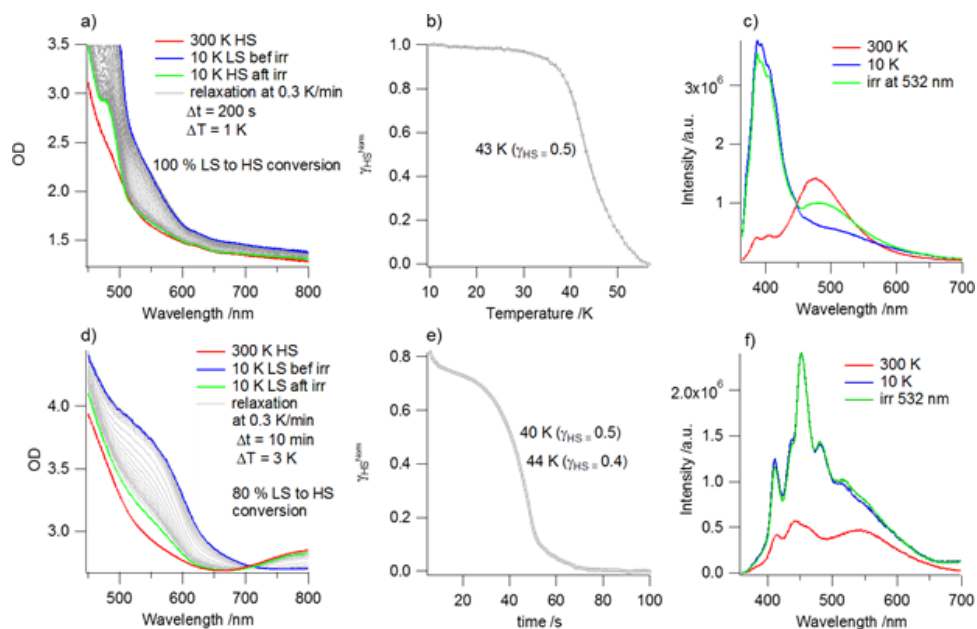 a)
3.5
3.0
2.5
2.0
1.5
OD
300 K HS
10 K LS bef irr
10 K HS aft irr
relaxation at 0.3 K/min
Δt = 200 s
ΔT = 1 K
100 % LS to HS conversion
500 600 700 800
Wavelength /nm
b)
1.0
0.8
0.6
0.4
0.2
0.0
γHS Norm
43 K (γHS = 0.5)
10 20 30 40 50
Temperature /K
c)
3x10⁶
2
1
Intensity /a.u.
300 K
10 K
irr at 532 nm
400 500 600 700
Wavelength /nm
d)
4.0
3.5
3.0
OD
300 K HS
10 K LS bef irr
10 K LS aft irr
relaxation
at 0.3 K/min
Δt = 10 min
ΔT = 3 K
80 % LS to HS
conversion
500 600 700 800
Wavelength /nm
e)
0.8
0.6
0.4
0.2
0.0
γHS Norm
40 K (γHS = 0.5)
44 K (γHS = 0.4)
20 40 60 80 100
time /s
f)
2.0x10⁶
1.5
1.0
0.5
0.0
Intensity /a.u.
300 K
10 K
irr 532 nm
400 500 600 700
Wavelength /nm